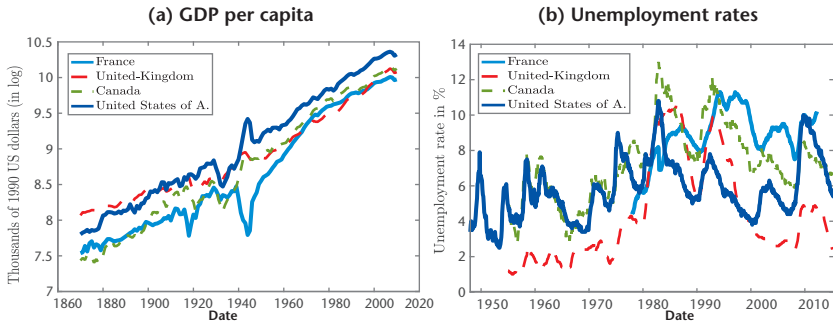 (a) GDP per capita
Thousands of 1990 US dollars (in log)
10.5
10
9.5
9
8.5
8
7.5
7
France
United-Kingdom
Canada
United States of A.
1860 1880 1900 1920 1940 1960 1980 2000 2020
Date
(b) Unemployment rates
Unemployment rate in %
14
12
10
8
6
4
2
0
France
United-Kingdom
Canada
United States of A.
1950 1960 1970 1980 1990 2000 2010
Date